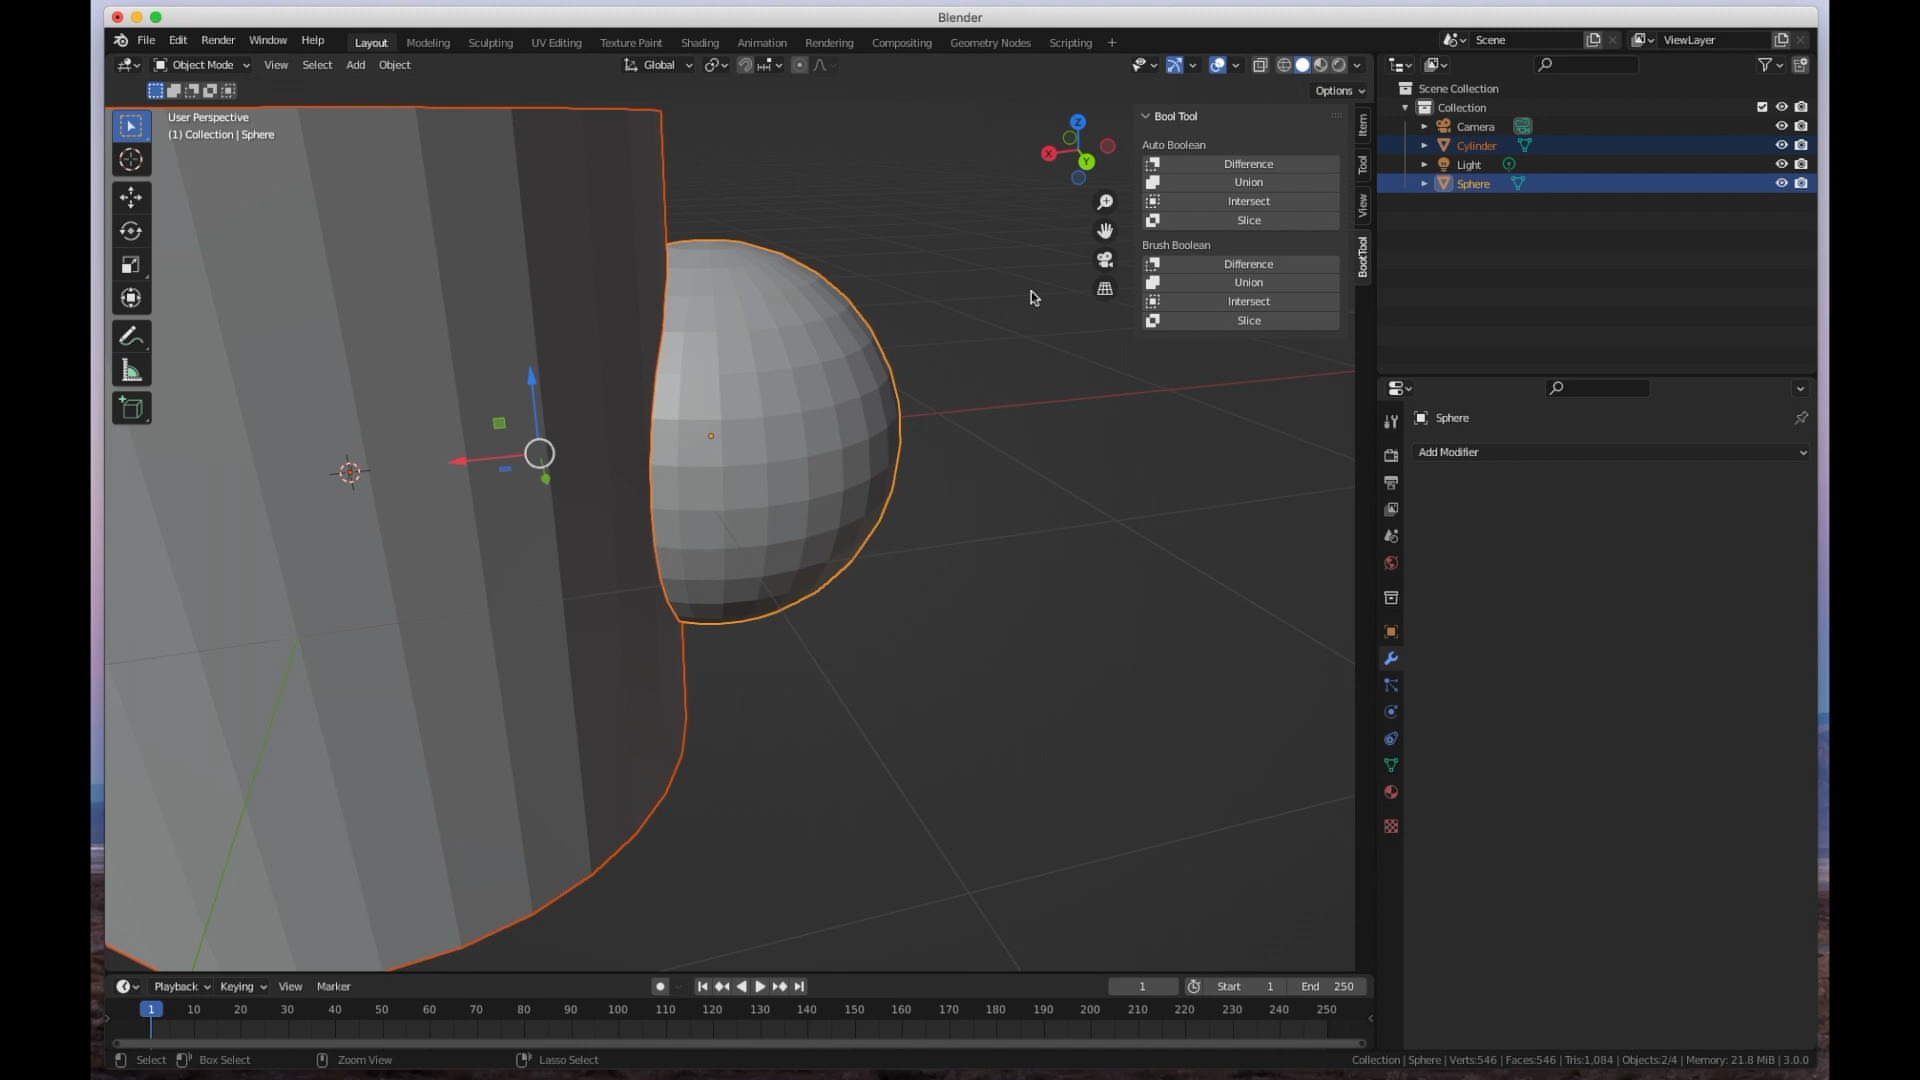 Blender
File Edit Render Window Help
Layout Modeling Sculpting UV Editing Texture Paint Shading Animation Rendering Compositing Geometry Nodes Scripting +
Scene
ViewLayer
Object Mode View Select Add Object
Global
Options
User Perspective
(1) Collection | Sphere
Z
X
Y
Bool Tool
Auto Boolean
Difference
Union
Intersect
Slice
Brush Boolean
Difference
Union
Intersect
Slice
Item
Tool
View
BoolTool
Scene Collection
Collection
Camera
Cylinder
Light
Sphere
Sphere
Add Modifier
Playback Keying View Marker
1
Start 1
End 250
1 10 20 30 40 50 60 70 80 90 100 110 120 130 140 150 160 170 180 190 200 210 220 230 240 250
Select Box Select Zoom View Lasso Select
Collection | Sphere | Verts:546 | Faces:546 | Tris:1,084 | Objects:2/4 | Memory: 21.8 MiB | 3.0.0